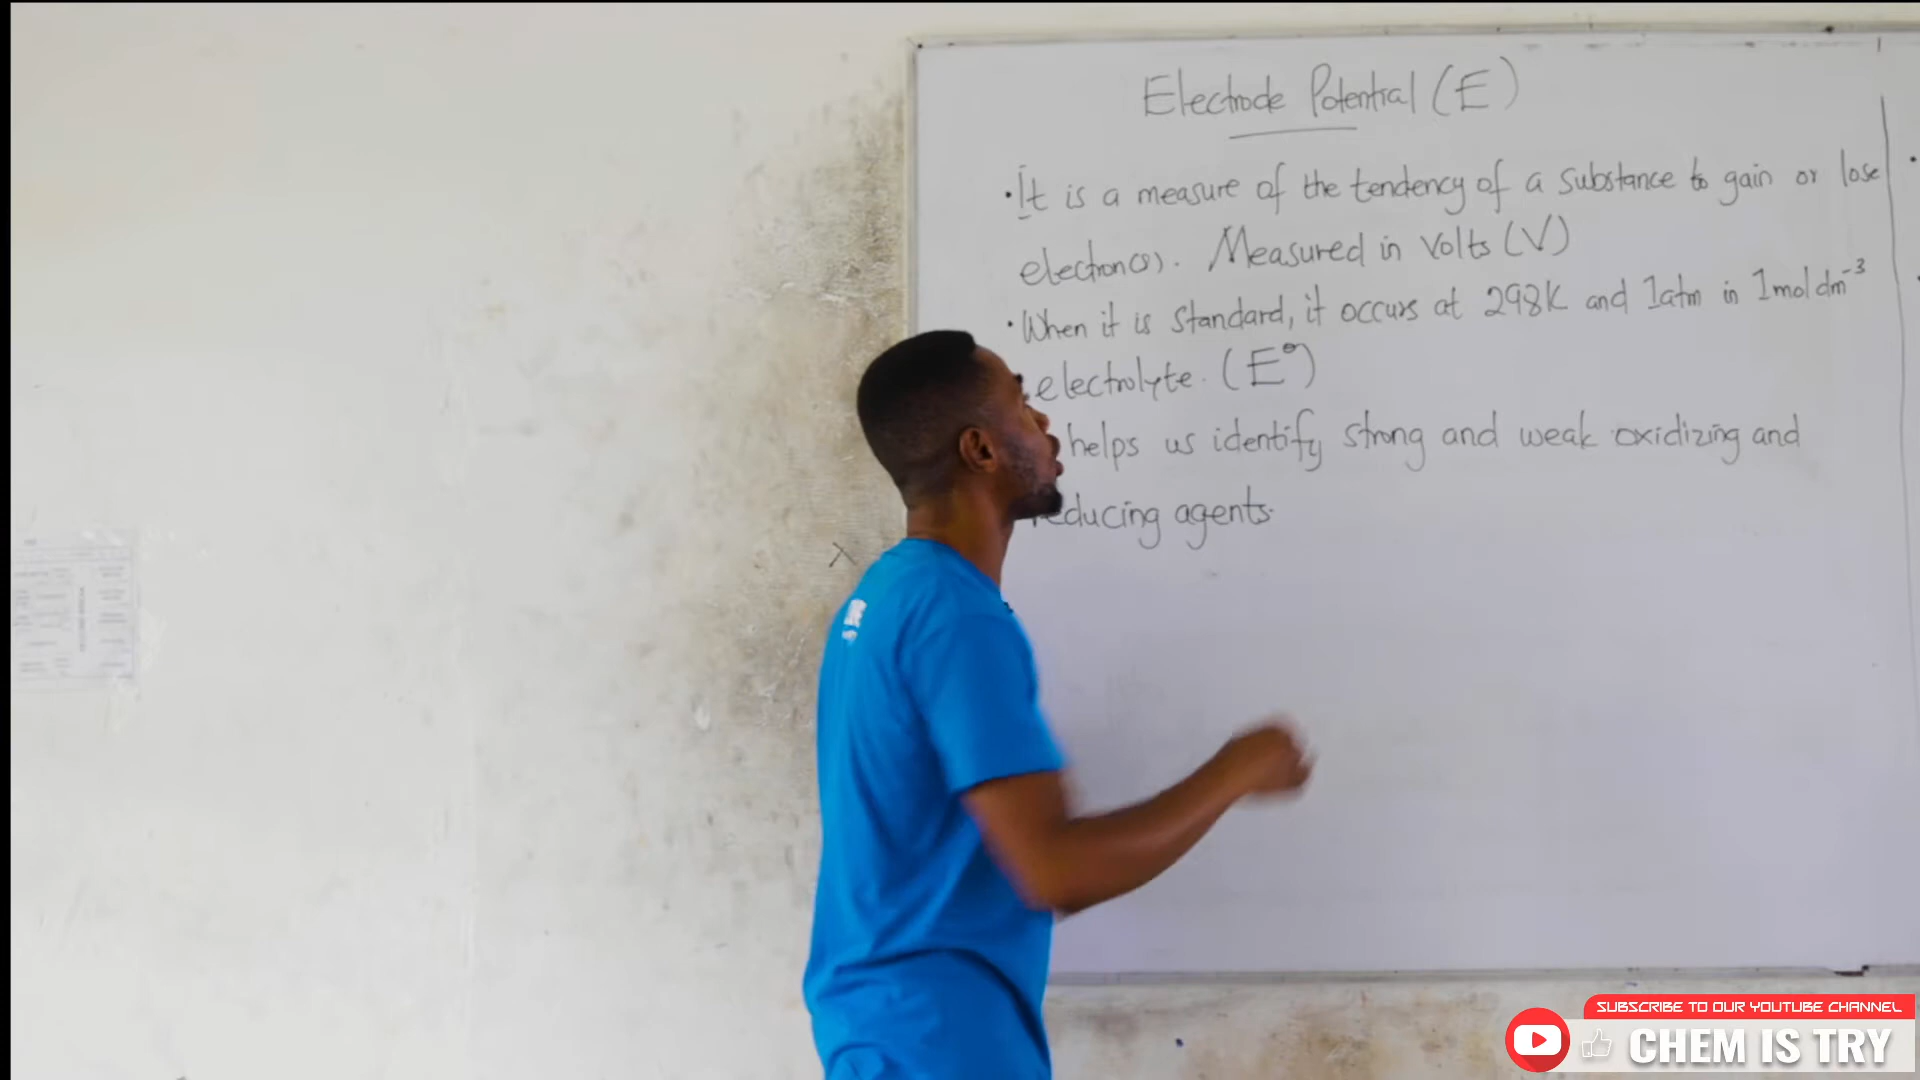 Electrode Potential (E)
• It is a measure of the tendency of a substance to gain or lose
electron(s). Measured in Volts (V)
• When it is standard, it occurs at 298K and 1atm in 1mol dm⁻³
electrolyte. (E°)
helps us identify strong and weak oxidizing and
reducing agents.
SUBSCRIBE TO OUR YOUTUBE CHANNEL
CHEM IS TRY